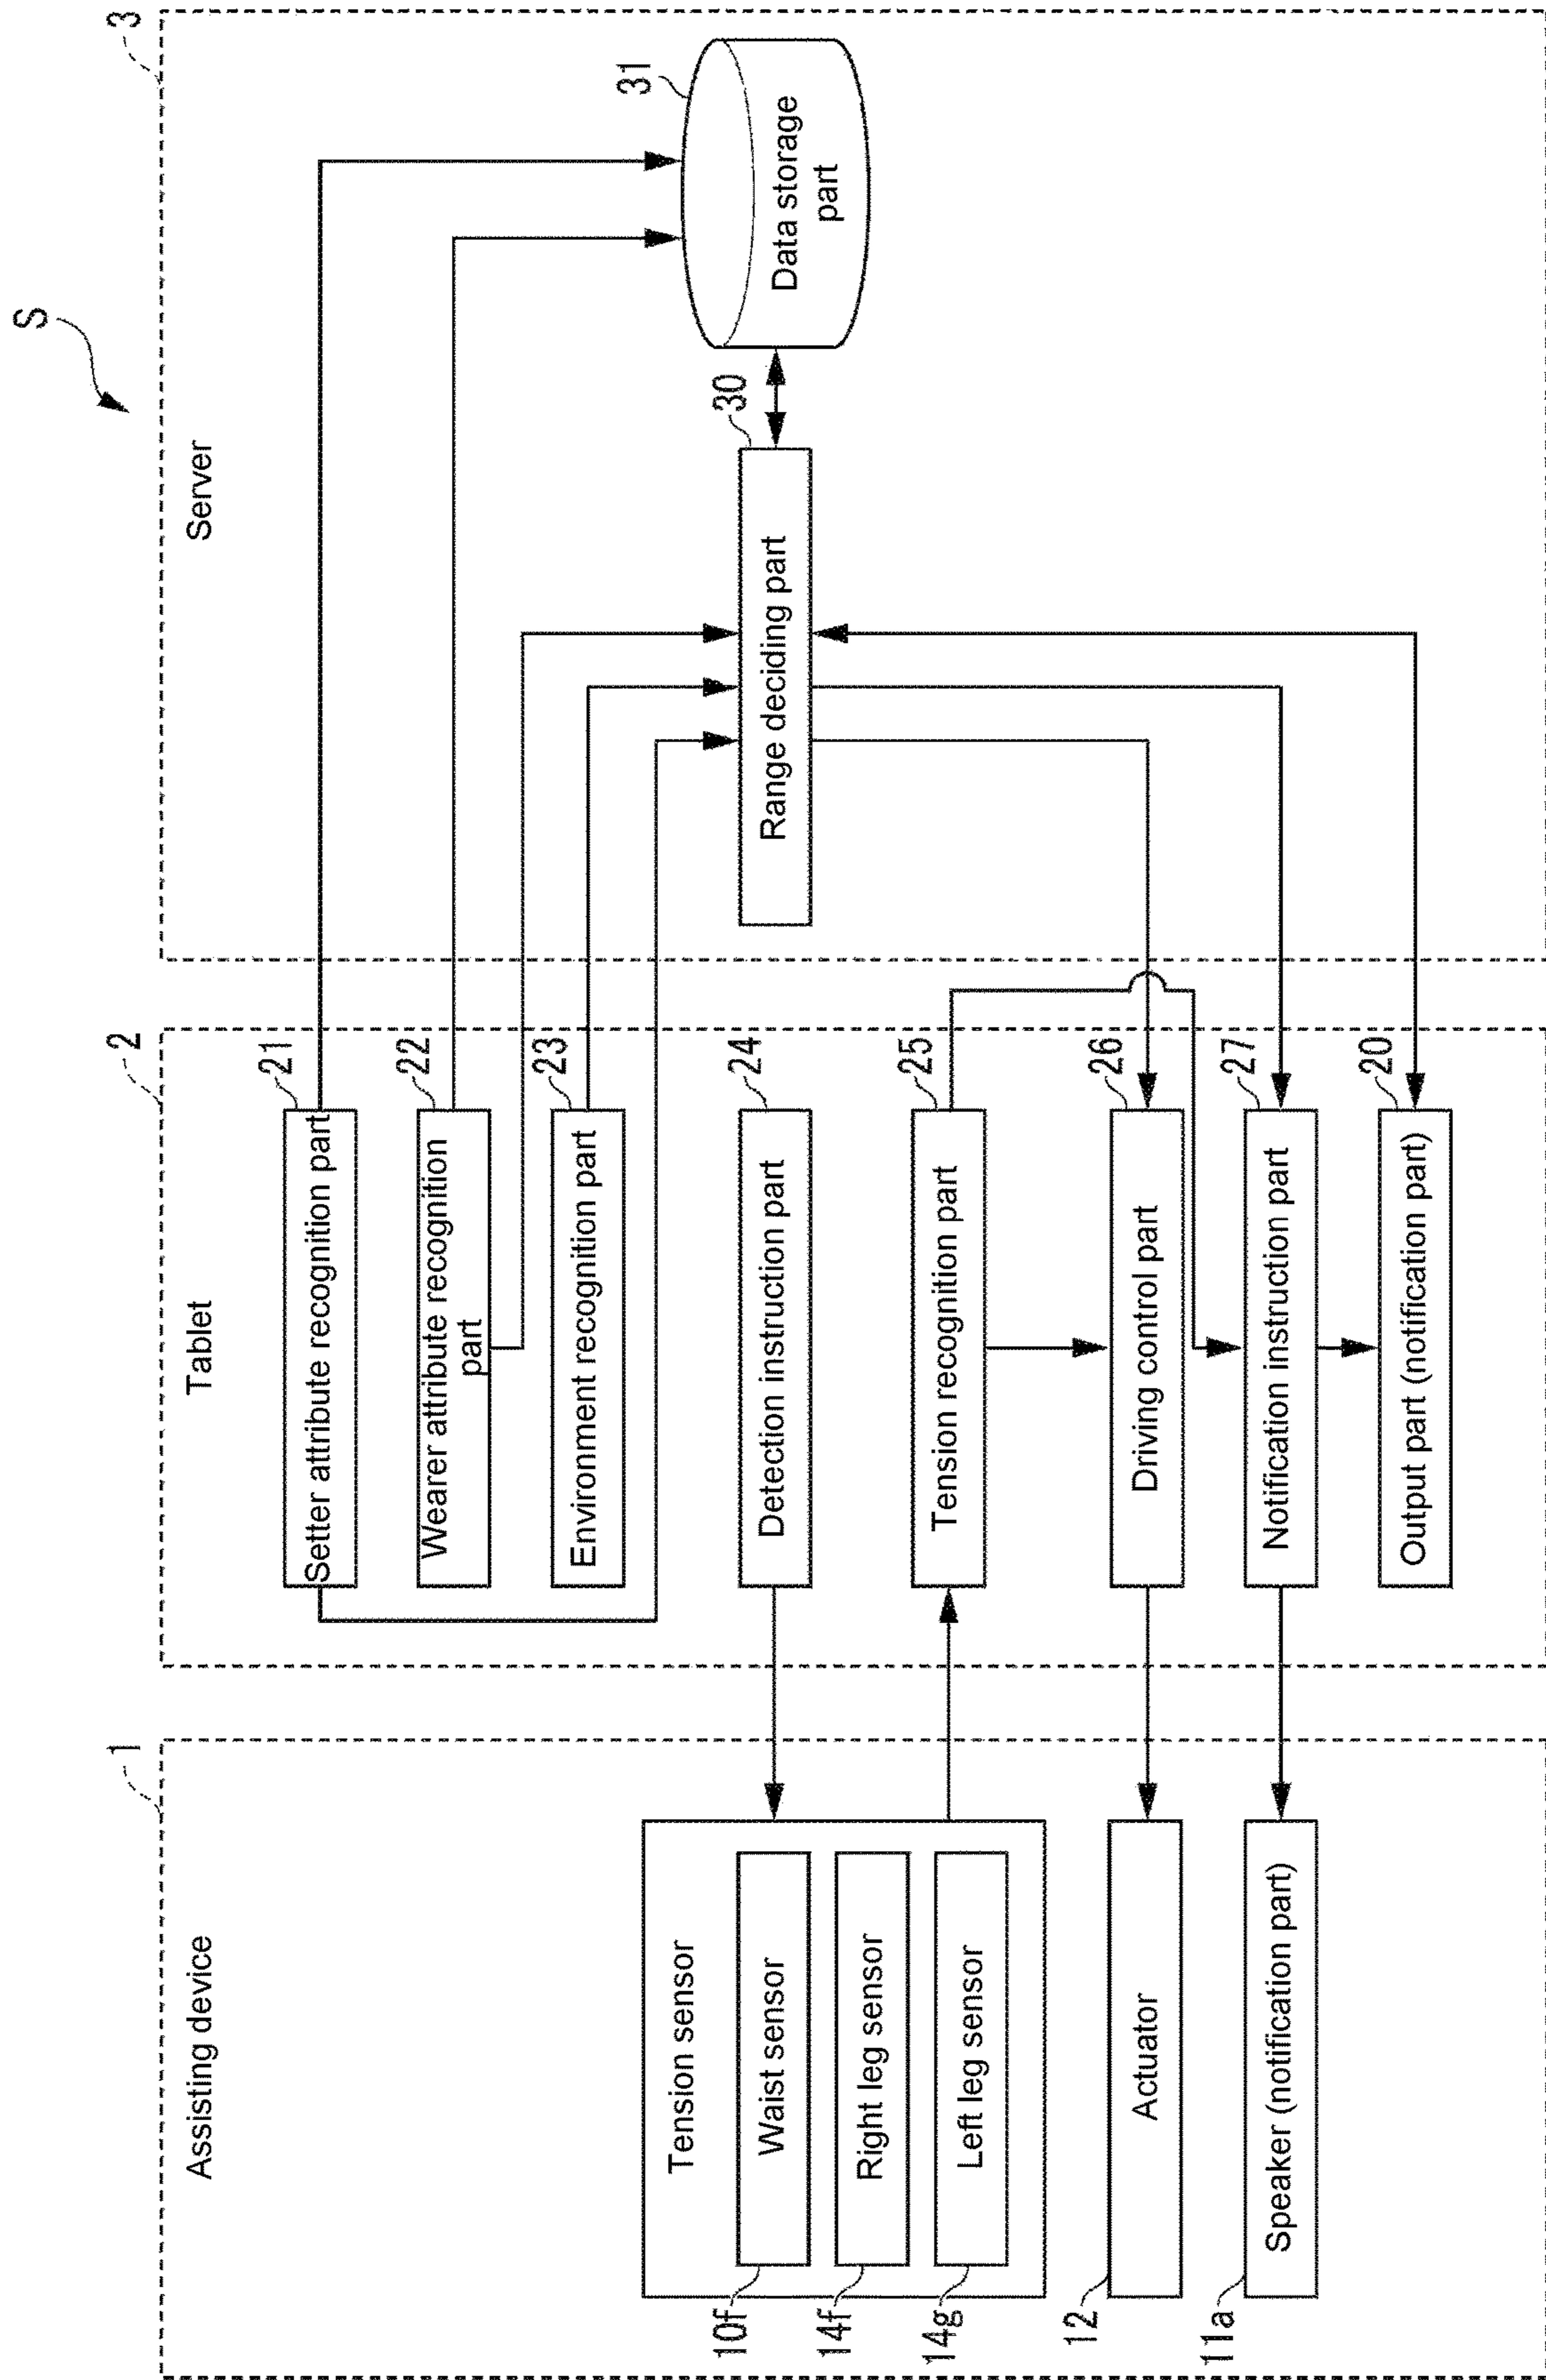 S
1
Assisting device
Tension sensor
10f
Waist sensor
14f
Right leg sensor
14g
Left leg sensor
12
Actuator
11a
Speaker (notification part)
2
Tablet
21
Setter attribute recognition part
22
Wearer attribute recognition
part
23
Environment recognition part
24
Detection instruction part
25
Tension recognition part
26
Driving control part
27
Notification instruction part
20
Output part (notification part)
3
Server
30
Range deciding part
31
Data storage
part